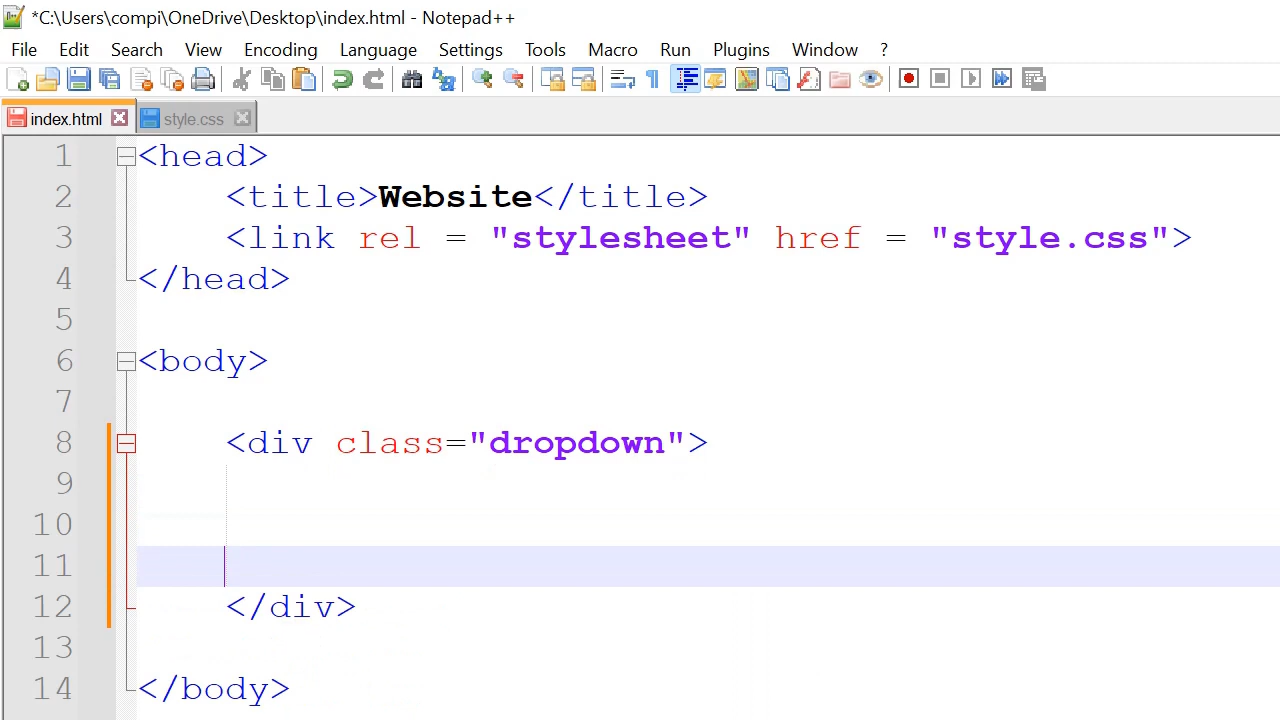 *C:\Users\compi\OneDrive\Desktop\index.html - Notepad++
File Edit Search View Encoding Language Settings Tools Macro Run Plugins Window ?
index.html style.css
1 <head>
2 <title>Website</title>
3 <link rel = "stylesheet" href = "style.css">
4 </head>
5
6 <body>
7
8 <div class="dropdown">
9
10
11
12 </div>
13
14 </body>